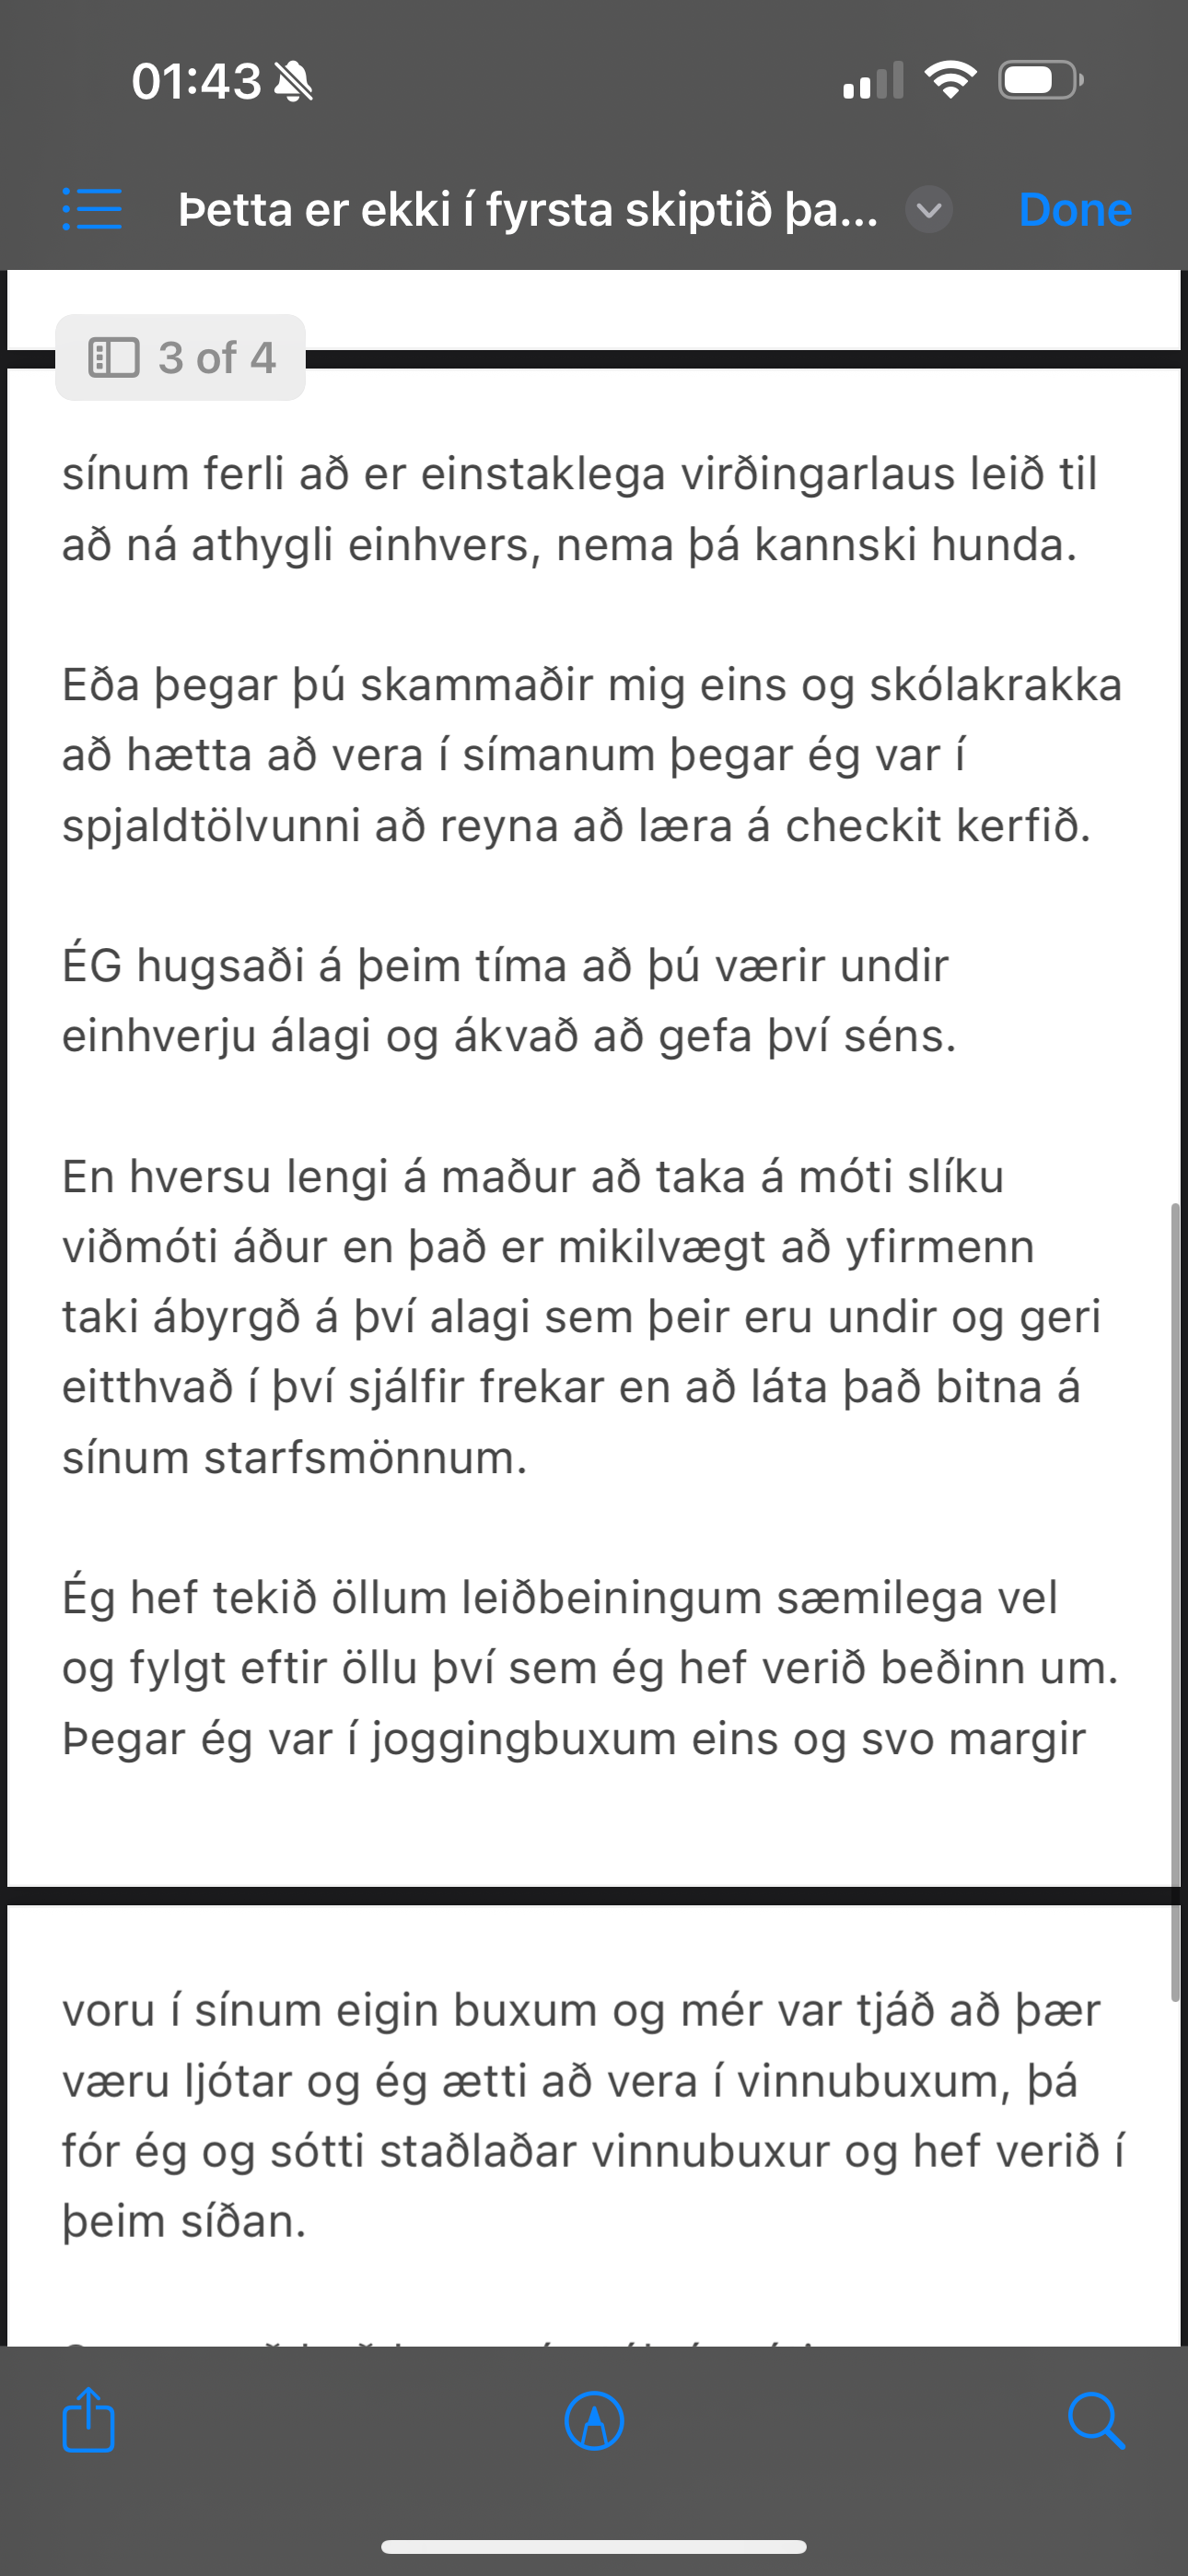 01:43
Þetta er ekki í fyrsta skiptið þa...
Done
3 of 4
sínum ferli að er einstaklega virðingarlaus leið til
að ná athygli einhvers, nema þá kannski hunda.
Eða þegar þú skammaðir mig eins og skólakrakka
að hætta að vera í símanum þegar ég var í
spjaldtölvunni að reyna að læra á checkit kerfið.
ÉG hugsaði á þeim tíma að þú værir undir
einhverju álagi og ákvað að gefa því séns.
En hversu lengi á maður að taka á móti slíku
viðmóti áður en það er mikilvægt að yfirmenn
taki ábyrgð á því alagi sem þeir eru undir og geri
eitthvað í því sjálfir frekar en að láta það bitna á
sínum starfsmönnum.
Ég hef tekið öllum leiðbeiningum sæmilega vel
og fylgt eftir öllu því sem ég hef verið beðinn um.
Þegar ég var í joggingbuxum eins og svo margir
voru í sínum eigin buxum og mér var tjáð að þær
væru ljótar og ég ætti að vera í vinnubuxum, þá
fór ég og sótti staðlaðar vinnubuxur og hef verið í
þeim síðan.